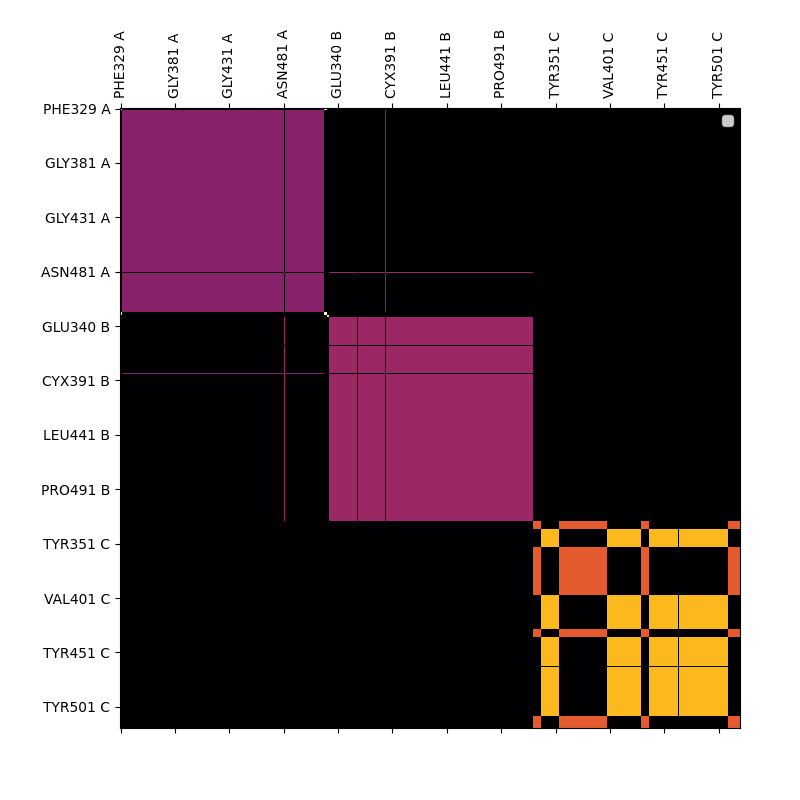 PHE329 A
GLY381 A
GLY431 A
ASN481 A
GLU340 B
CYX391 B
LEU441 B
PRO491 B
TYR351 C
VAL401 C
TYR451 C
TYR501 C
PHE329 A
GLY381 A
GLY431 A
ASN481 A
GLU340 B
CYX391 B
LEU441 B
PRO491 B
TYR351 C
VAL401 C
TYR451 C
TYR501 C